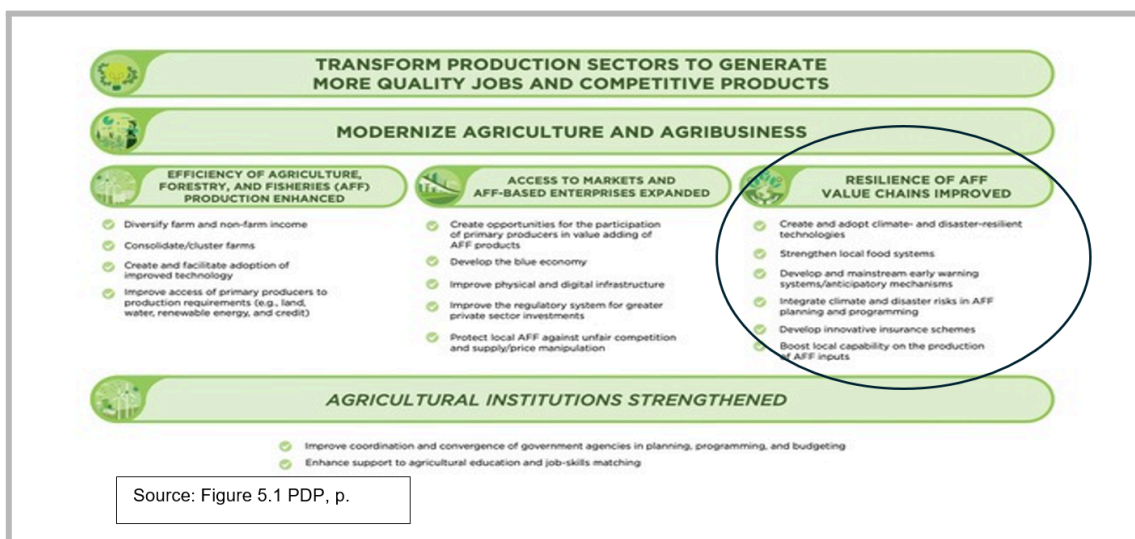 TRANSFORM PRODUCTION SECTORS TO GENERATE
MORE QUALITY JOBS AND COMPETITIVE PRODUCTS
MODERNIZE AGRICULTURE AND AGRIBUSINESS
EFFICIENCY OF AGRICULTURE,
FORESTRY, AND FISHERIES (AFF)
PRODUCTION ENHANCED
Diversify farm and non-farm income
Consolidate/cluster farms
Create and facilitate adoption of
improved technology
Improve access of primary producers to
production requirements (e.g., land,
water, renewable energy, and credit)
ACCESS TO MARKETS AND
AFF-BASED ENTERPRISES EXPANDED
Create opportunities for the participation
of primary producers in value adding of
AFF products
Develop the blue economy
Improve physical and digital infrastructure
Improve the regulatory system for greater
private sector investments
Protect local AFF against unfair competition
and supply/price manipulation
RESILIENCE OF AFF
VALUE CHAINS IMPROVED
Create and adopt climate- and disaster-resilient
technologies
Strengthen local food systems
Develop and mainstream early warning
systems/anticipatory mechanisms
Integrate climate and disaster risks in AFF
planning and programming
Develop innovative insurance schemes
Boost local capability on the production
of AFF inputs
AGRICULTURAL INSTITUTIONS STRENGTHENED
Improve coordination and convergence of government agencies in planning, programming, and budgeting
Enhance support to agricultural education and job-skills matching
Source: Figure 5.1 PDP, p.